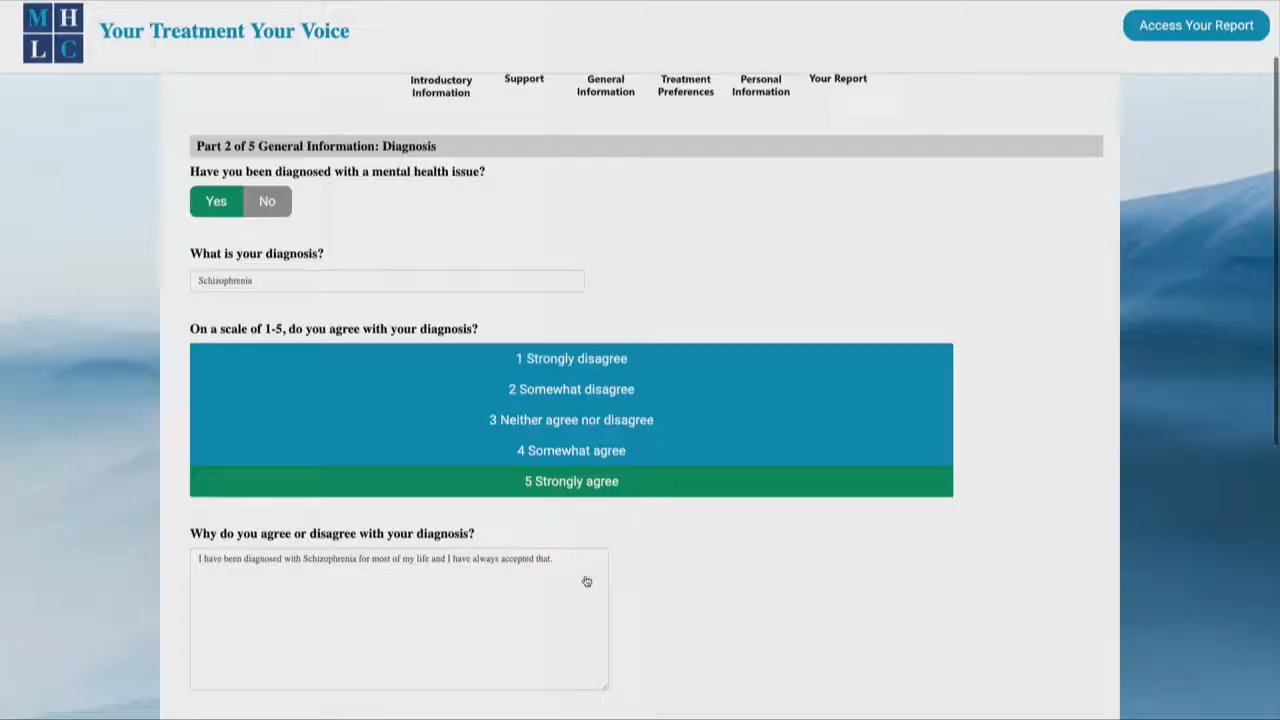 M H
L C
Your Treatment Your Voice
Access Your Report
Introductory Information
Support
General Information
Treatment Preferences
Personal Information
Your Report
Part 2 of 5 General Information: Diagnosis
Have you been diagnosed with a mental health issue?
Yes No
What is your diagnosis?
Schizophrenia
On a scale of 1-5, do you agree with your diagnosis?
1 Strongly disagree
2 Somewhat disagree
3 Neither agree nor disagree
4 Somewhat agree
5 Strongly agree
Why do you agree or disagree with your diagnosis?
I have been diagnosed with Schizophrenia for most of my life and I have always accepted that.